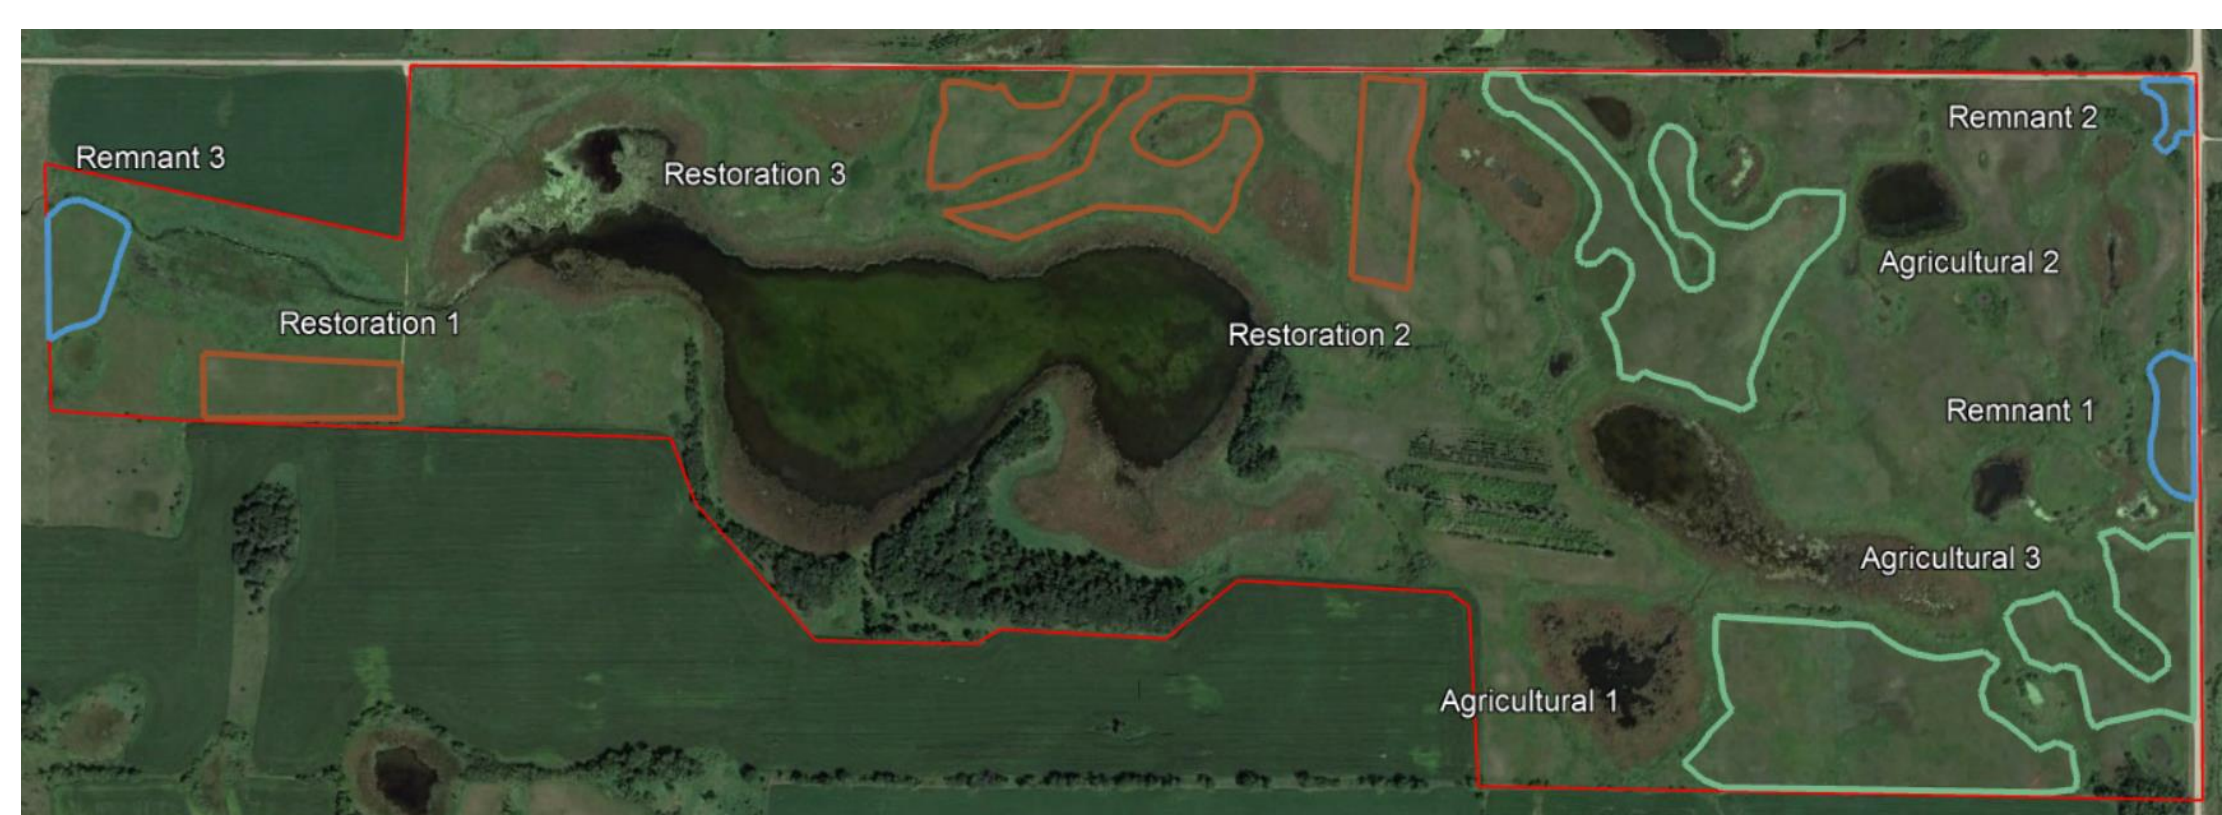 Remnant 2
Remnant 3
Restoration 3
Agricultural 2
Restoration 1
Restoration 2
Remnant 1
Agricultural 3
Agricultural 1